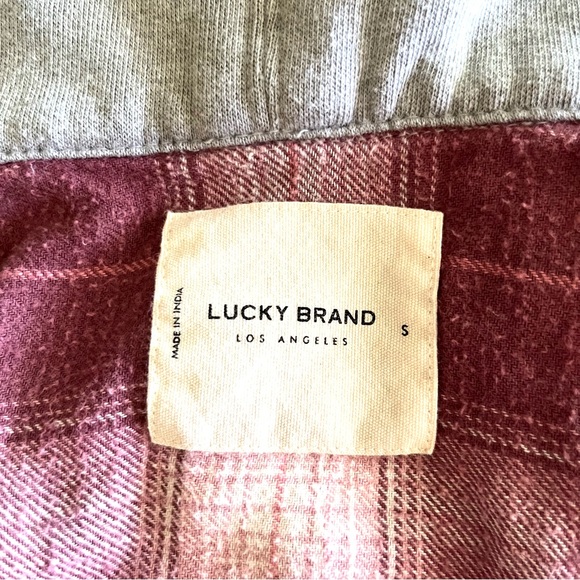 MADE IN INDIA
LUCKY BRAND
LOS ANGELES
S